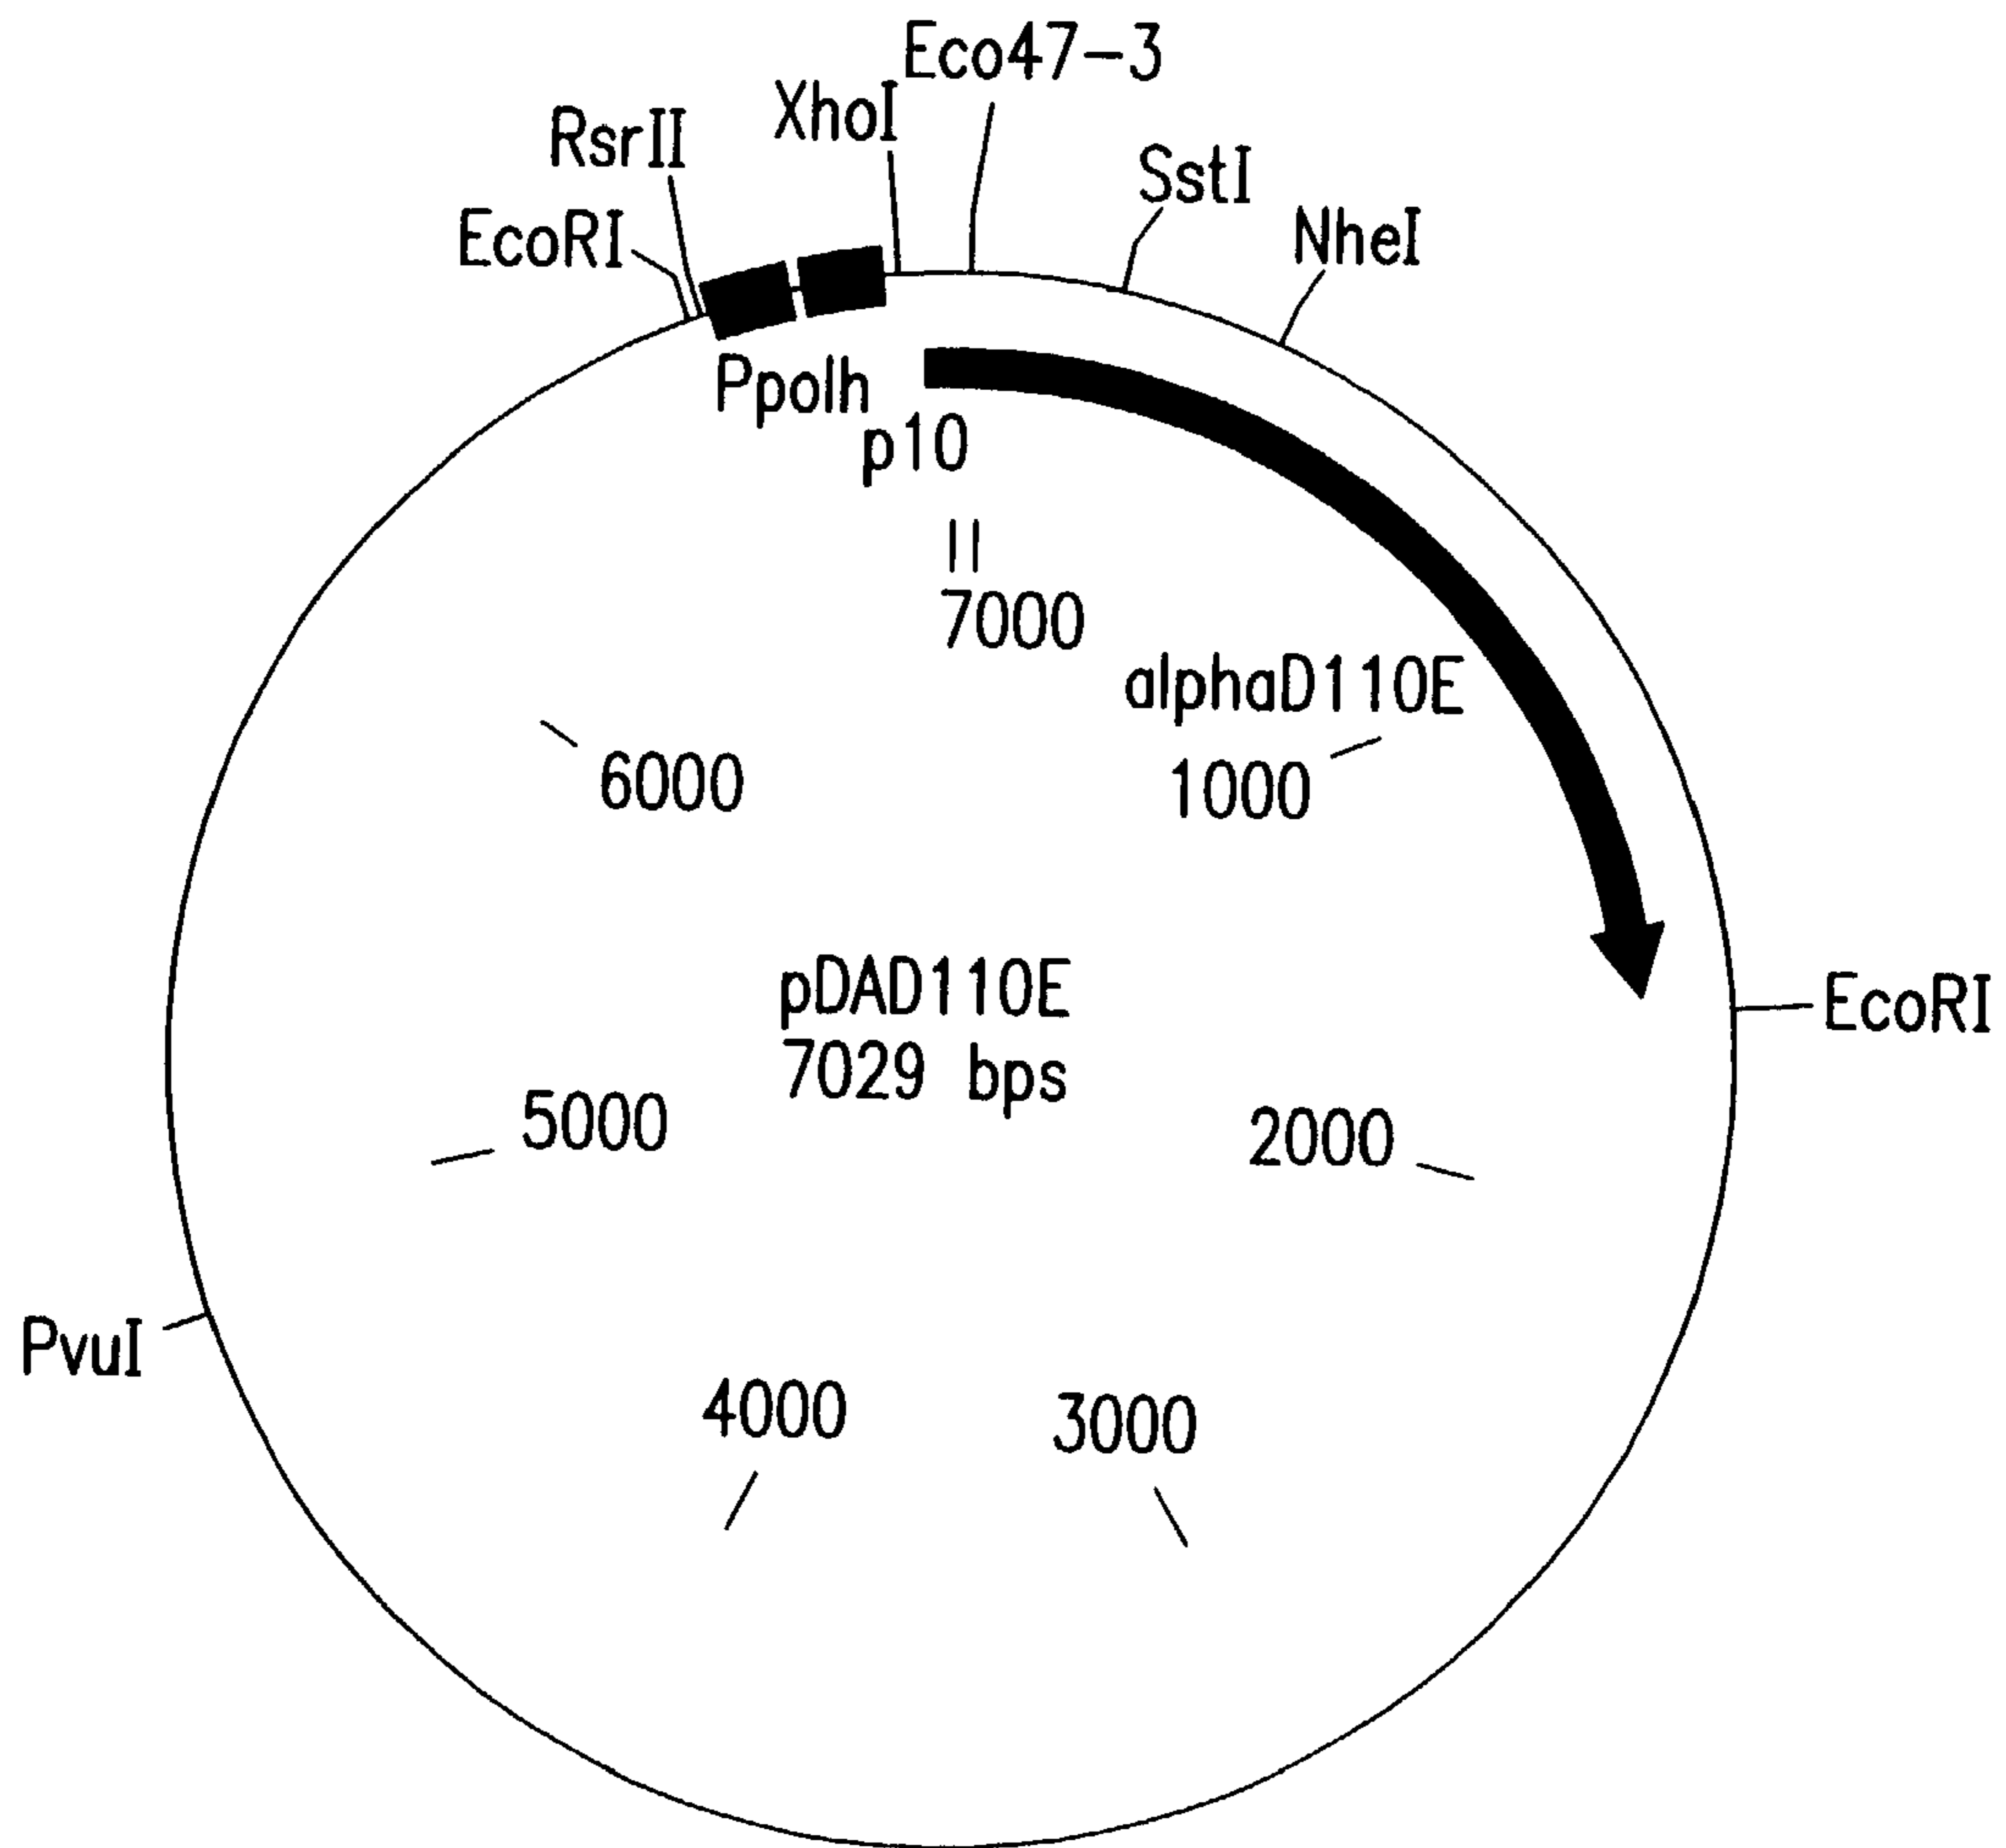 Eco47-3
XhoI
RsrII
SstI
EcoRI
NheI
Ppolh
p10
7000
alphaD110E
6000
1000
pDAD110E
7029 bps
EcoRI
5000
2000
PvuI
4000
3000